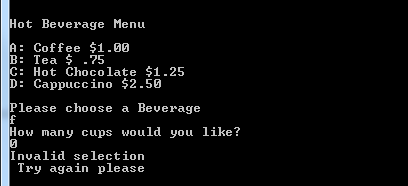 Hot Beverage Menu
A: Coffee $1.00
B: Tea $ .75
C: Hot Chocolate $1.25
D: Cappuccino $2.50
Please choose a Beverage
f
How many cups would you like?
0
Invalid selection
Try again please